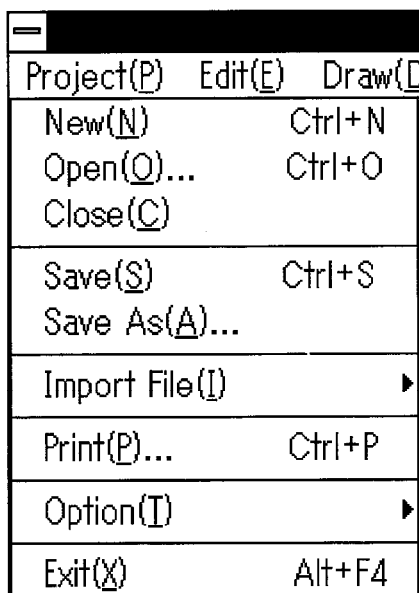 Project(P) Edit(E) Draw(D
New(N) Ctrl+N
Open(O)... Ctrl+O
Close(C)
Save(S) Ctrl+S
Save As(A)...
Import File(I)
Print(P)... Ctrl+P
Option(T)
Exit(X) Alt+F4